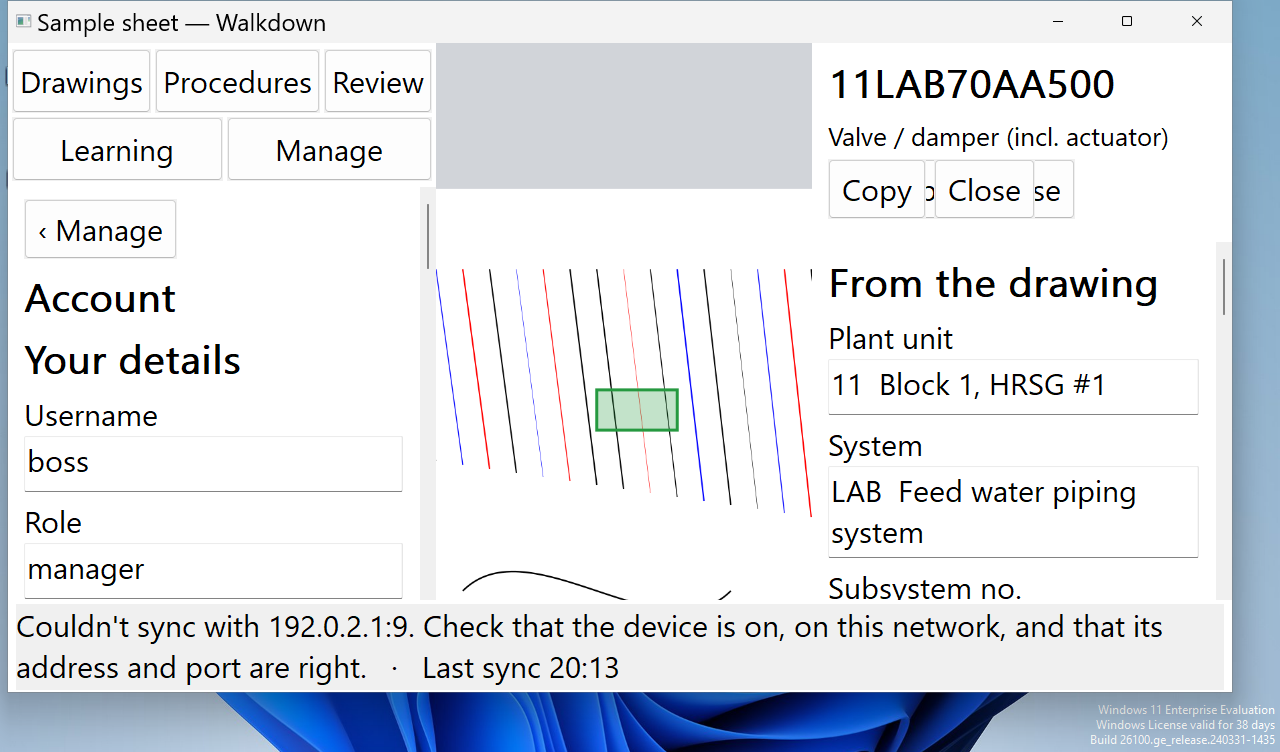 Sample sheet — Walkdown
Drawings Procedures Review
Learning Manage
‹ Manage
Account
Your details
Username
boss
Role
manager
11LAB70AA500
Valve / damper (incl. actuator)
Copy Close se
From the drawing
Plant unit
11 Block 1, HRSG #1
System
LAB Feed water piping
system
Subsystem no.
Couldn't sync with 192.0.2.1:9. Check that the device is on, on this network, and that its
address and port are right. · Last sync 20:13
Windows 11 Enterprise Evaluation
Windows License valid for 38 days
Build 26100.ge_release.240331-1435